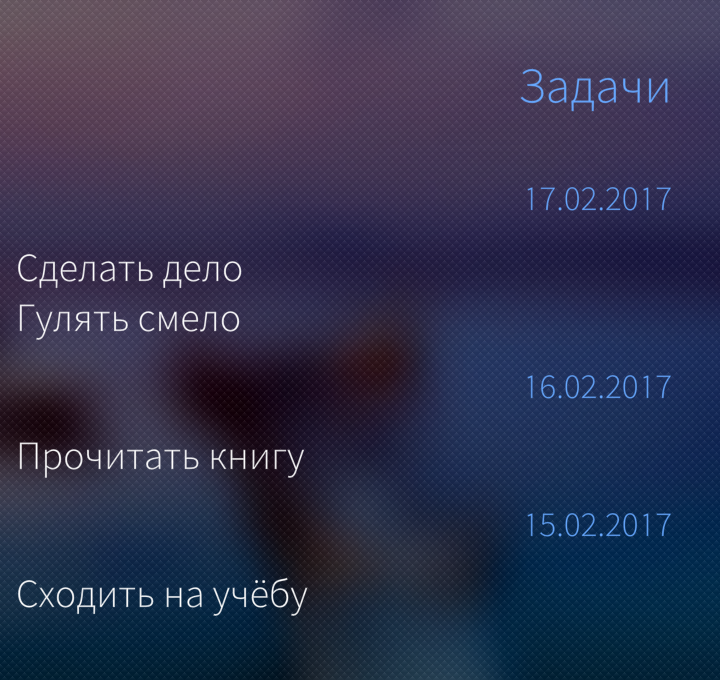 Задачи
17.02.2017
Сделать дело
Гулять смело
16.02.2017
Прочитать книгу
15.02.2017
Сходить на учёбу